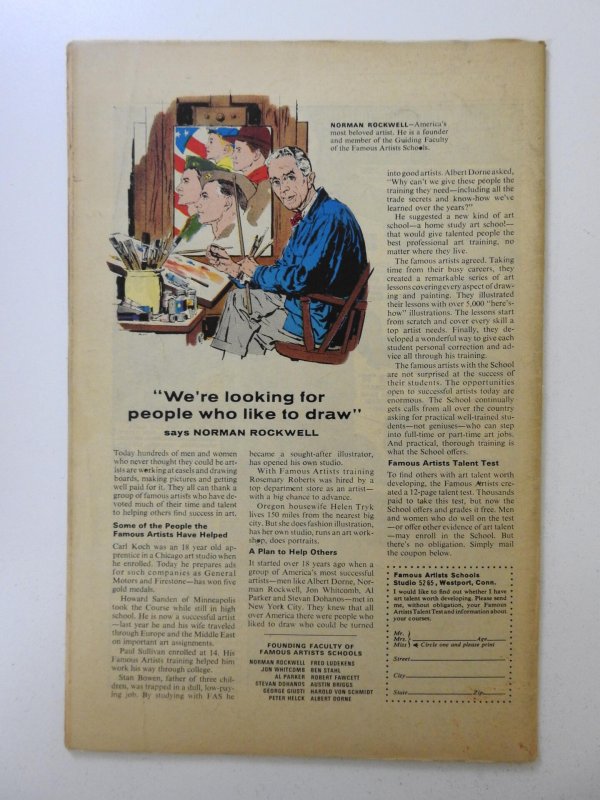 NORMAN ROCKWELL—America's
most beloved artist. He is a founder
and member of the Guiding Faculty
of the Famous Artists Schools.
"We're looking for
people who like to draw"
says NORMAN ROCKWELL
Today hundreds of men and women
who never thought they could be art-
ists are working at easels and drawing
boards, making pictures and getting
well paid for it. They all can thank a
group of famous artists who have de-
voted much of their time and talent
to helping others find success in art.
Some of the People the
Famous Artists Have Helped
Carl Koch was an 18 year old ap-
prentice in a Chicago art studio when
he enrolled. Today he prepares ads
for such companies as General
Motors and Firestone—has won five
gold medals.
Howard Sanden of Minneapolis
took the Course while still in high
school. He is now a successful artist
—last year he and his wife traveled
through Europe and the Middle East
on important art assignments.
Paul Sullivan enrolled at 14. His
Famous Artists training helped him
work his way through college.
Stan Bowen, father of three chil-
dren, was trapped in a dull, low-pay-
ing job. By studying with FAS he
became a sought-after illustrator,
has opened his own studio.
With Famous Artists training
Rosemary Roberts was hired by a
top department store as an artist—
with a big chance to advance.
Oregon housewife Helen Tryk
lives 150 miles from the nearest big
city. But she does fashion illustration,
has her own studio, runs an art work-
shop, does portraits.
A Plan to Help Others
It started over 18 years ago when a
group of America's most successful
artists—men like Albert Dorne, Nor-
man Rockwell, Jon Whitcomb, Al
Parker and Stevan Dohanos—met in
New York City. They knew that all
over America there were people who
liked to draw who could be turned
FOUNDING FACULTY OF
FAMOUS ARTISTS SCHOOLS
NORMAN ROCKWELL FRED LUDEKENS
JON WHITCOMB BEN STAHL
AL PARKER ROBERT FAWCETT
STEVAN DOHANOS AUSTIN BRIGGS
GEORGE GIUSTI HAROLD VON SCHMIDT
PETER HELCK ALBERT DORNE
into good artists. Albert Dorne asked,
"Why can't we give these people the
training they need—including all the
trade secrets and know-how we've
learned over the years?"
He suggested a new kind of art
school—a home study art school—
that would give talented people the
best professional art training, no
matter where they live.
The famous artists agreed. Taking
time from their busy careers, they
created a remarkable series of art
lessons covering every aspect of draw-
ing and painting. They illustrated
their lessons with over 5,000 "here's-
how" illustrations. The lessons start
from scratch and cover every skill a
top artist needs. Finally, they de-
veloped a wonderful way to give each
student personal correction and ad-
vice all through his training.
The famous artists with the School
are not surprised at the success of
their students. The opportunities
open to successful artists today are
enormous. The School continually
gets calls from all over the country
asking for practical well-trained stu-
dents—not geniuses—who can step
into full-time or part-time art jobs.
And practical, thorough training is
what the School offers.
Famous Artists Talent Test
To find others with art talent worth
developing, the Famous Artists cre-
ated a 12-page talent test. Thousands
paid to take this test, but now the
School offers and grades it free. Men
and women who do well on the test
—or offer other evidence of art talent
—may enroll in the School. But
there's no obligation. Simply mail
the coupon below.
Famous Artists Schools
Studio 5265, Westport, Conn.
I would like to find out whether I have
art talent worth developing. Please send
me, without obligation, your Famous
Artists Talent Test and information about
your courses.
Mr.
Mrs. Age
Miss Circle one and please print
Street
City
State Zip